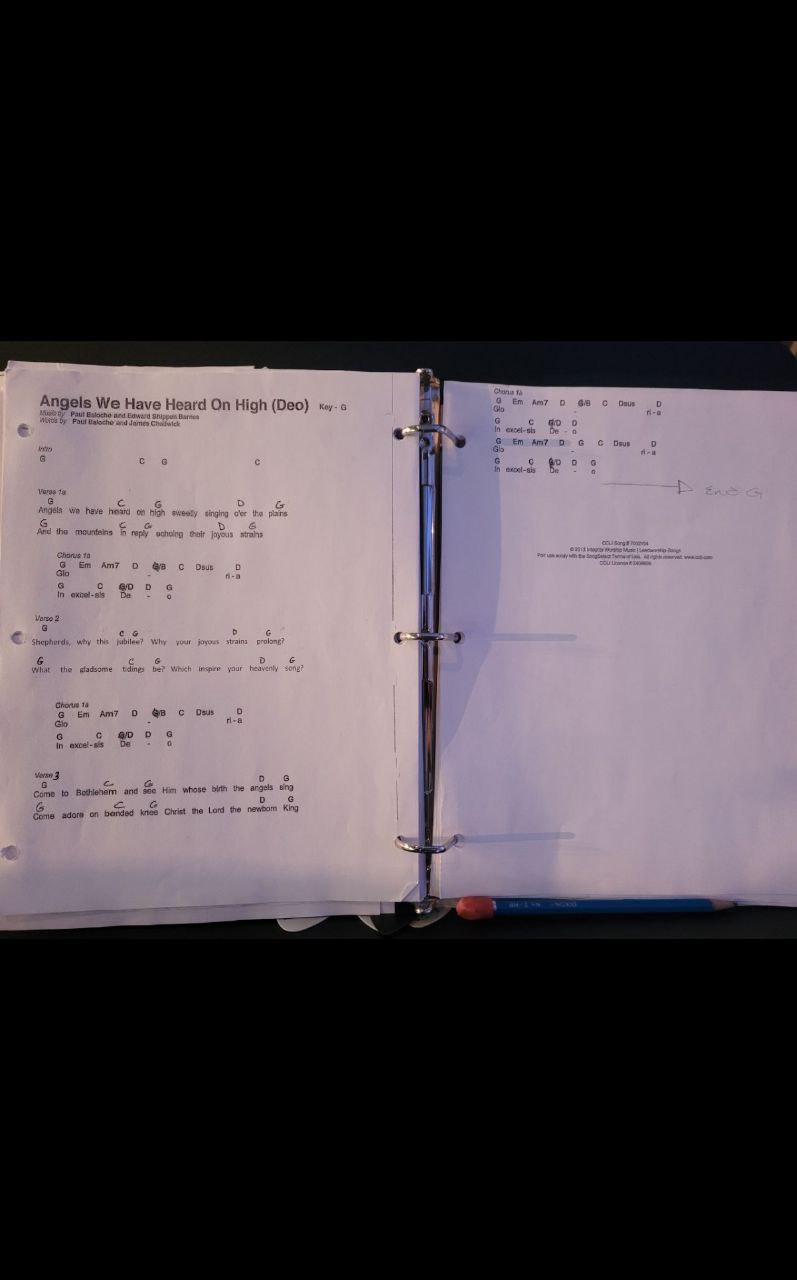 Angels We Have Heard On High (Deo) Key - G
Music by Paul Baloche and Edward Shippen Barnes
Words by Paul Baloche and James Chadwick
Intro
G C G C
Verse 1a
G C G D G
Angels we have heard on high sweetly singing o'er the plains
G C G D G
And the mountains in reply echoing their joyous strains
Chorus 1a
G Em Am7 D G/B C Dsus D
Glo - ri - a
G C G/D D G
In excel-sis De - o
Verse 2
G C G D G
Shepherds, why this jubilee? Why your joyous strains prolong?
G C G D G
What the gladsome tidings be? Which inspire your heavenly song?
Chorus 1a
G Em Am7 D G/B C Dsus D
Glo - ri - a
G C G/D D G
In excel-sis De - o
Verse 3
G C G D G
Come to Bethlehem and see Him whose birth the angels sing
G C G D G
Come adore on bended knee Christ the Lord the newborn King
Chorus 1a
G Em Am7 D G/B C Dsus D
Glo - ri - a
G C G/D D
In excel-sis De - o
G Em Am7 D G C Dsus D
Glo - ri - a
G C G/D D G
In excel-sis De - o
End G
CCLI Song #
© 2013 Integrity Worship Music | Leadworship Songs
For use solely with the SongSelect Terms of Use. All rights reserved. www.ccli.com
CCLI License #